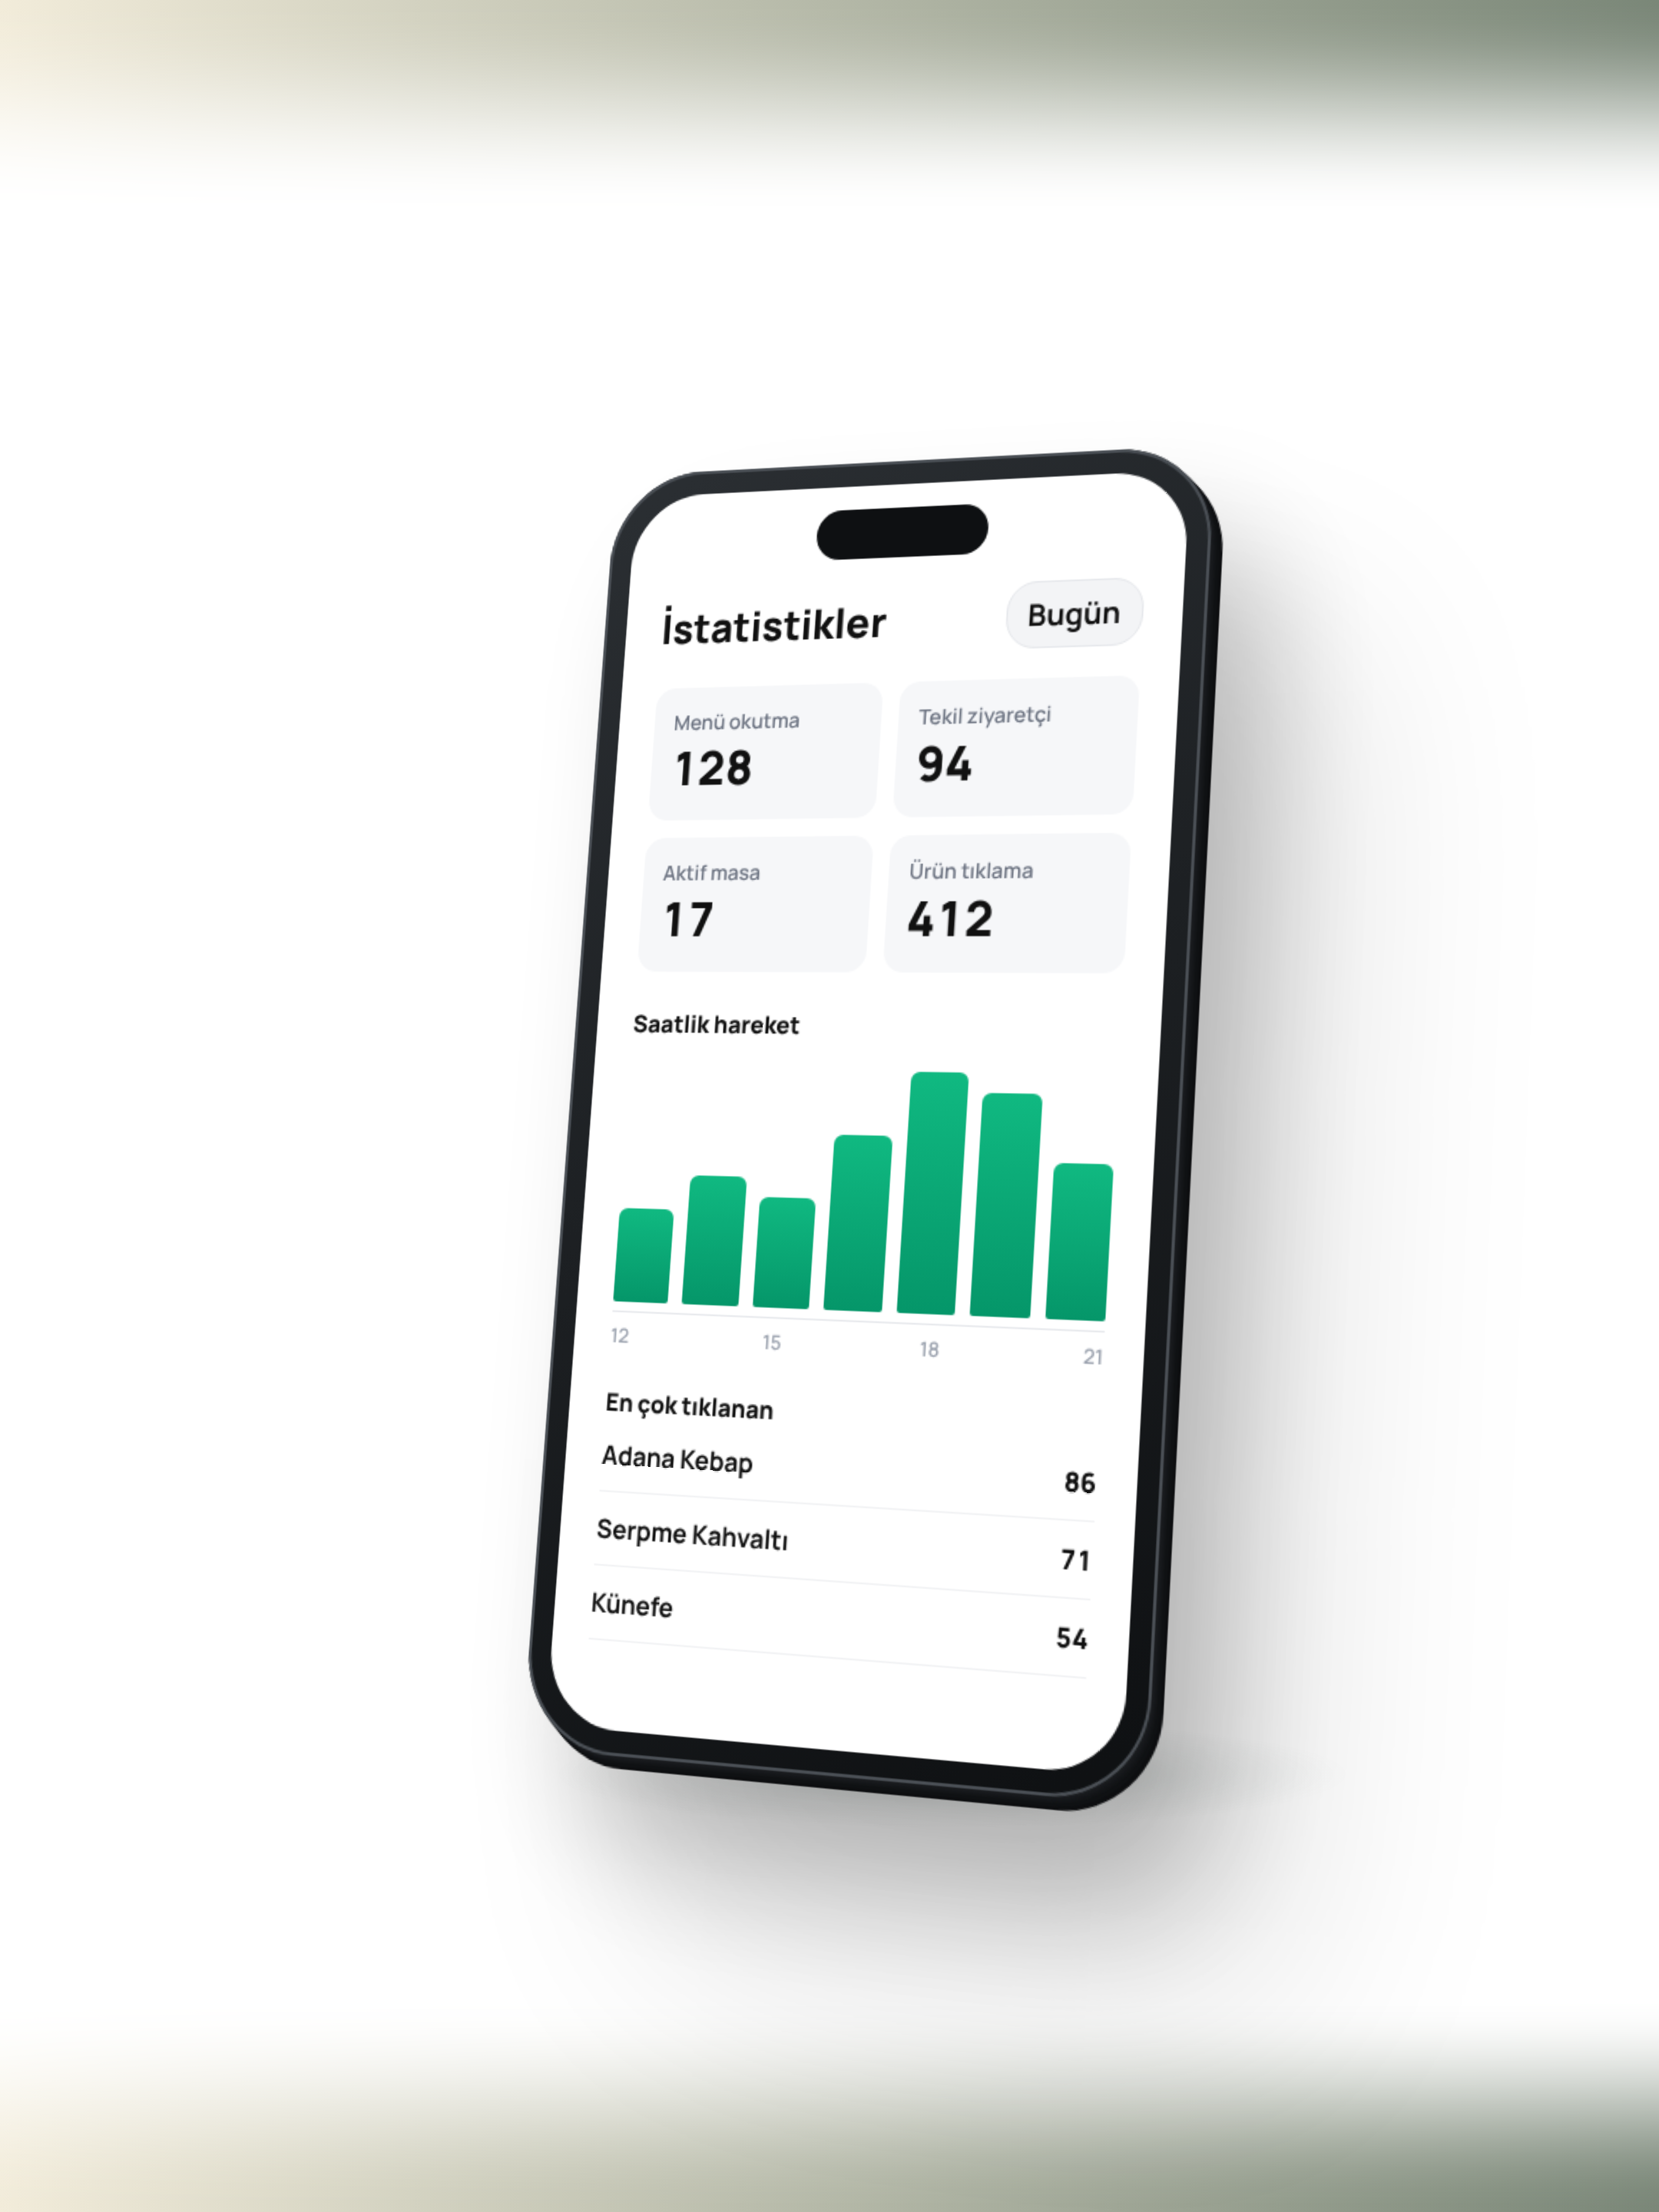 İstatistikler
Bugün
Menü okutma
128
Tekil ziyaretçi
94
Aktif masa
17
Ürün tıklama
412
Saatlik hareket
12 15 18 21
En çok tıklanan
Adana Kebap 86
Serpme Kahvaltı 71
Künefe 54